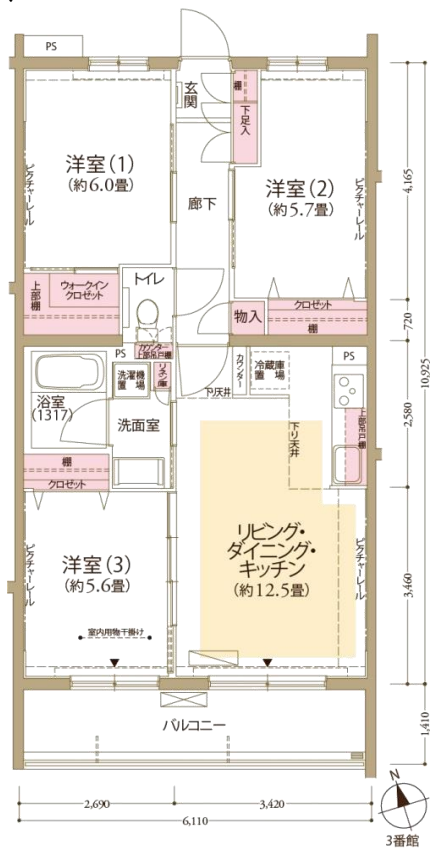 PS
玄関
棚
下足入
洋室(1)
(約6.0畳)
ピクチャーレール
廊下
洋室(2)
(約5.7畳)
ピクチャーレール
4,165
上部棚
ウォークイン
クロゼット
トイレ
物入
クロゼット
棚
720
10,925
PS
カウンター
上部吊戸棚
洗濯機
置場
リネン庫
下り天井
カウンター
冷蔵庫
置場
PS
浴室
(1317)
洗面室
下り天井
上部吊戸棚
2,580
棚
クロゼット
洋室(3)
(約5.6畳)
ピクチャーレール
室内用物干掛け
リビング・
ダイニング・
キッチン
(約12.5畳)
ピクチャーレール
3,460
バルコニー
1,410
2,690
3,420
6,110
N
3番館